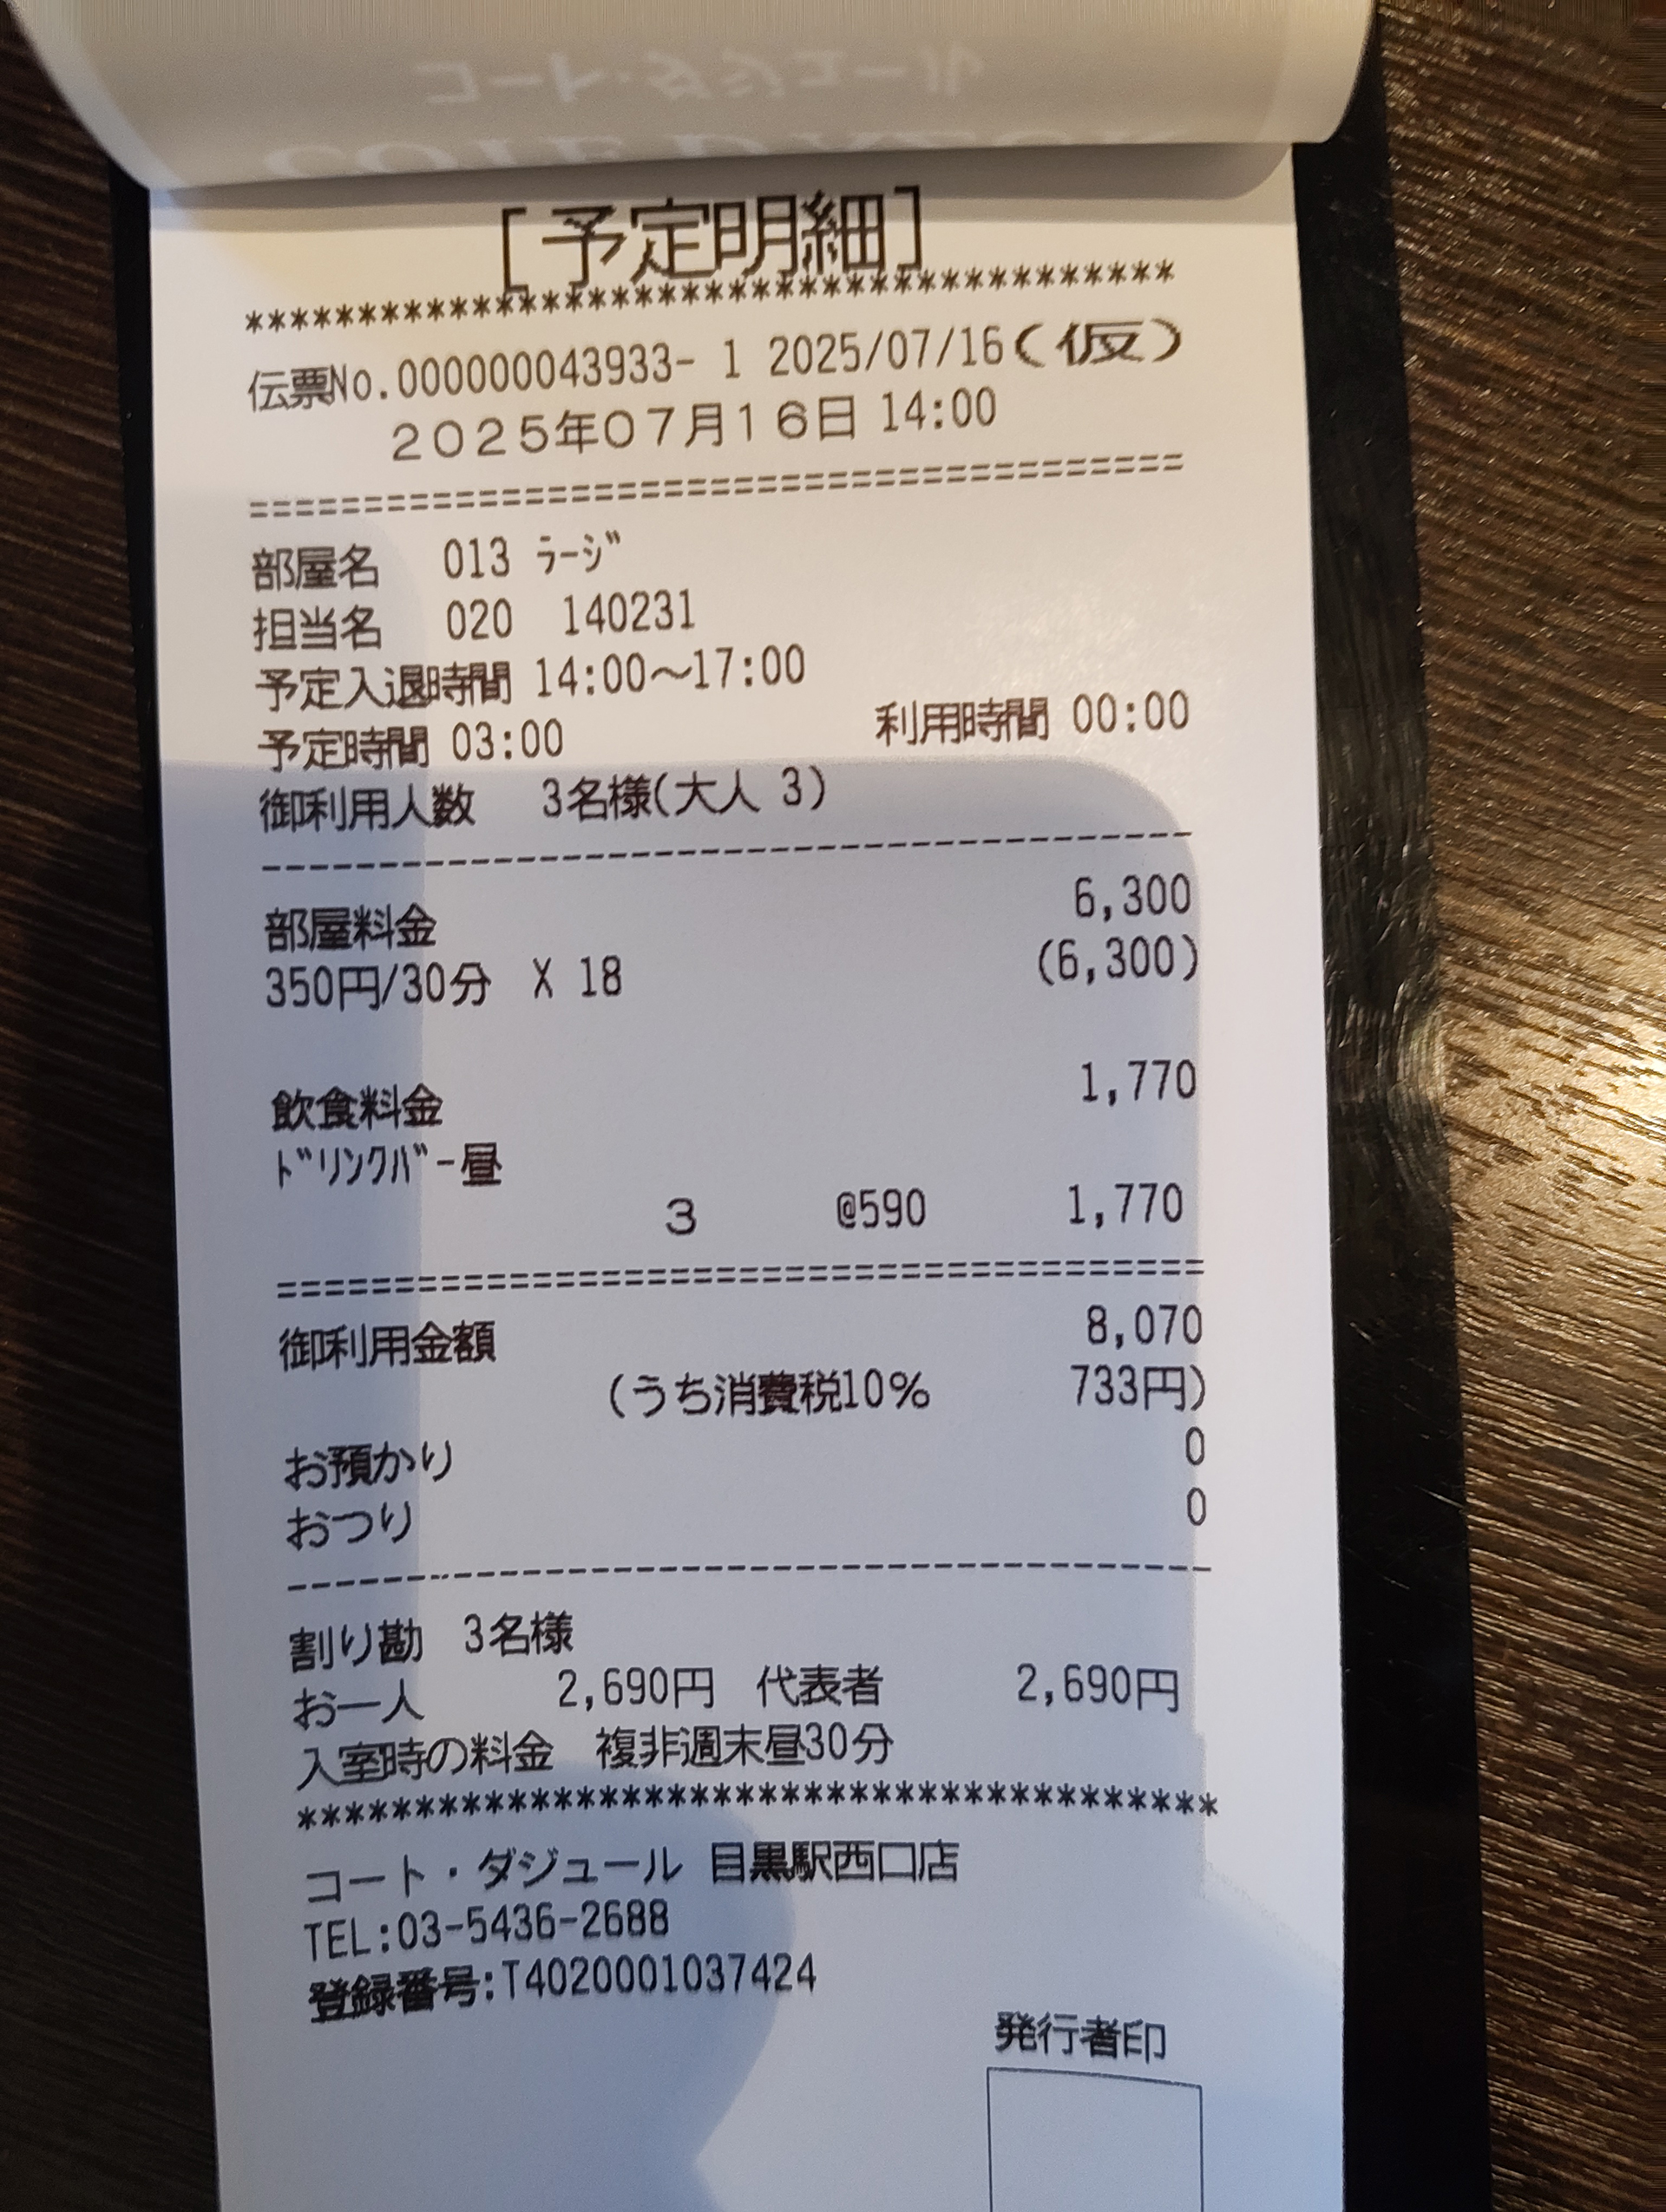 コート・ダジュール
COTE D'AZUR
[予定明細]
*****************************************
伝票No.000000043933- 1 2025/07/16(仮)
2025年07月16日 14:00
=========================================
部屋名 013 ﾗｰｼﾞ
担当名 020 140231
予定入退時間 14:00～17:00
予定時間 03:00 利用時間 00:00
御利用人数 3名様(大人 3)
-----------------------------------------
部屋料金 6,300
350円/30分 X 18 (6,300)
飲食料金 1,770
ﾄﾞﾘﾝｸﾊﾞｰ昼
3 @590 1,770
=========================================
御利用金額 8,070
(うち消費税10% 733円)
お預かり 0
おつり 0
-----------------------------------------
割り勘 3名様
お一人 2,690円 代表者 2,690円
入室時の料金 複非週末昼30分
*****************************************
コート・ダジュール 目黒駅西口店
TEL:03-5436-2688
登録番号:T4020001037424
発行者印